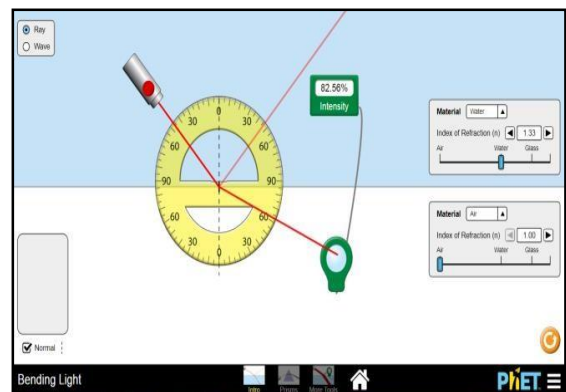 Ray
Wave
82.56%
Intensity
Material Water
Index of Refraction (n) 1.33
Air Water Glass
Material Air
Index of Refraction (n) 1.00
Air Water Glass
0
30 30
60 60
90 90
60 60
30 30
0
Normal
Bending Light
Intro Prisms More Tools
PhET